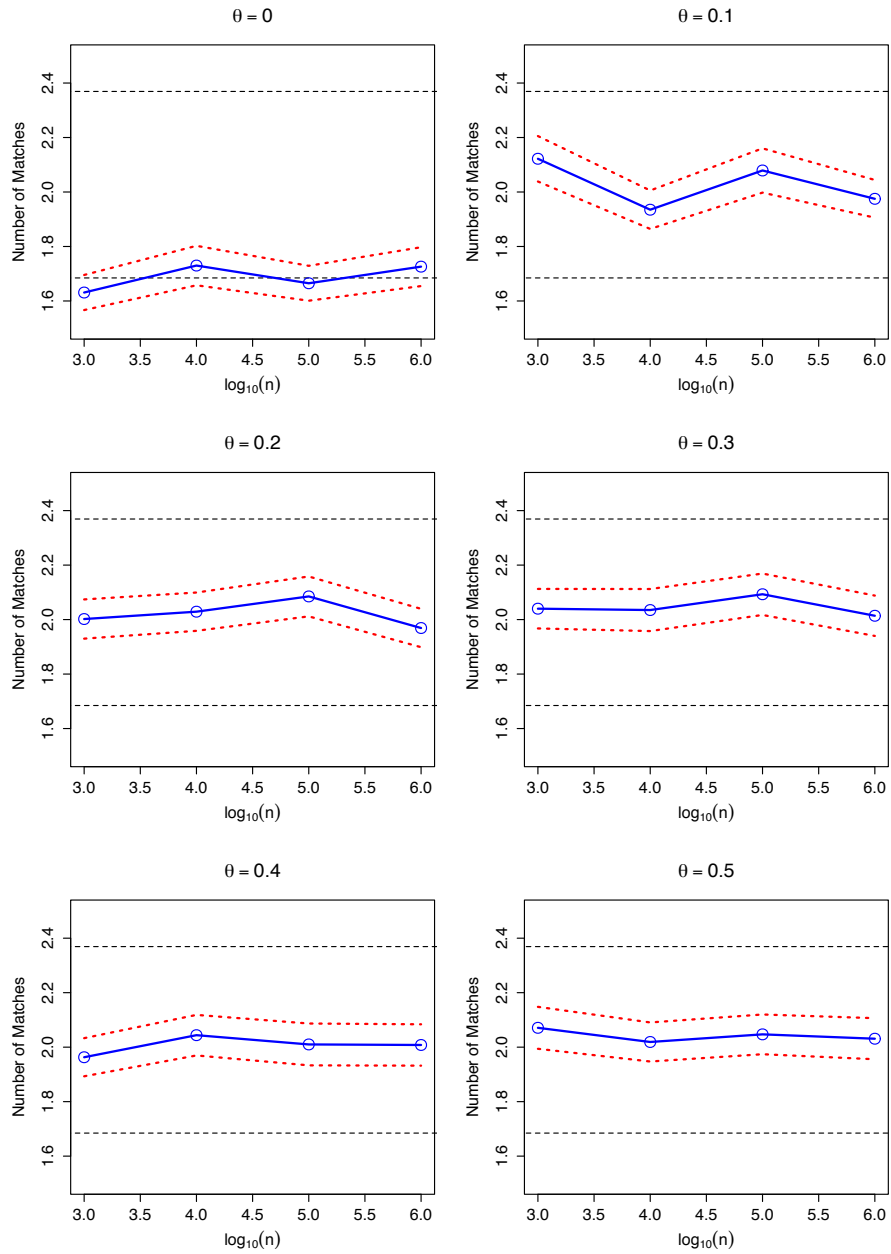 θ = 0
Number of Matches
1.6 1.8 2.0 2.2 2.4
3.0 3.5 4.0 4.5 5.0 5.5 6.0
log₁₀(n)
θ = 0.1
Number of Matches
1.6 1.8 2.0 2.2 2.4
3.0 3.5 4.0 4.5 5.0 5.5 6.0
log₁₀(n)
θ = 0.2
Number of Matches
1.6 1.8 2.0 2.2 2.4
3.0 3.5 4.0 4.5 5.0 5.5 6.0
log₁₀(n)
θ = 0.3
Number of Matches
1.6 1.8 2.0 2.2 2.4
3.0 3.5 4.0 4.5 5.0 5.5 6.0
log₁₀(n)
θ = 0.4
Number of Matches
1.6 1.8 2.0 2.2 2.4
3.0 3.5 4.0 4.5 5.0 5.5 6.0
log₁₀(n)
θ = 0.5
Number of Matches
1.6 1.8 2.0 2.2 2.4
3.0 3.5 4.0 4.5 5.0 5.5 6.0
log₁₀(n)